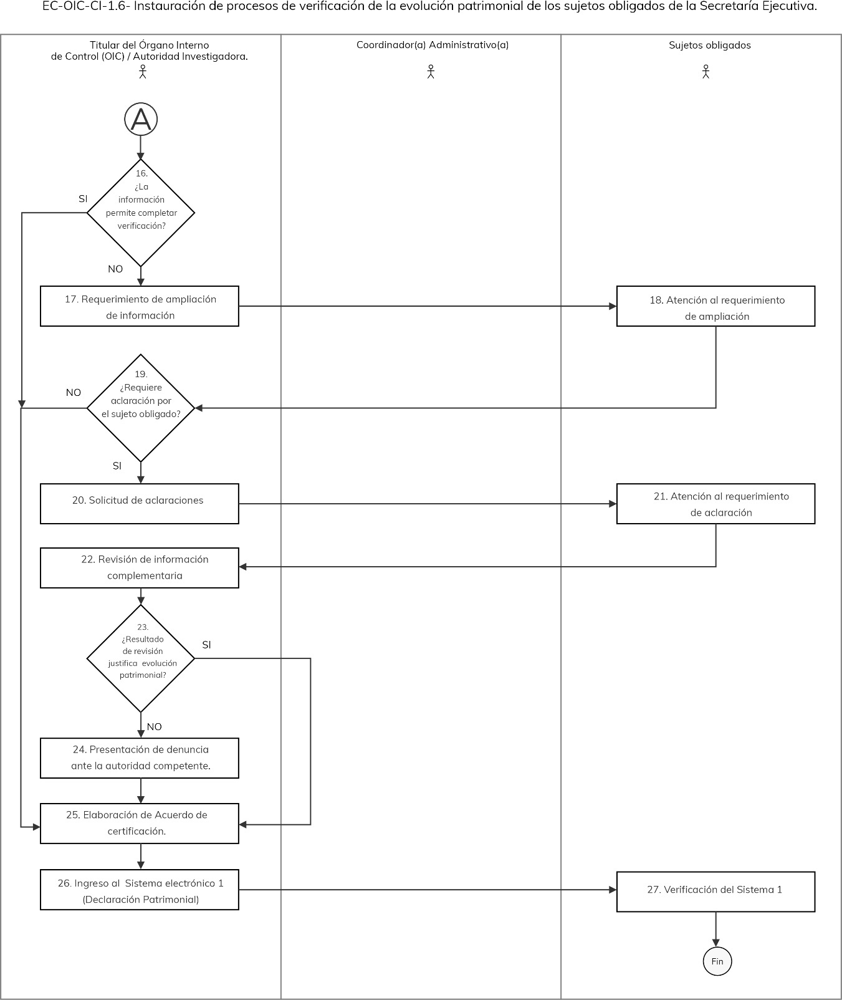 EC-OIC-CI-1.6- Instauración de procesos de verificación de la evolución patrimonial de los sujetos obligados de la Secretaría Ejecutiva.
Titular del Órgano Interno
de Control (OIC) / Autoridad Investigadora.
Coordinador(a) Administrativo(a)
Sujetos obligados
A
16.
¿La
información
permite completar
verificación?
SI
NO
17. Requerimiento de ampliación
de información
18. Atención al requerimiento
de ampliación
19.
¿Requiere
aclaración por
el sujeto obligado?
NO
SI
20. Solicitud de aclaraciones
21. Atención al requerimiento
de aclaración
22. Revisión de información
complementaria
23.
¿Resultado
de revisión
justifica  evolución
patrimonial?
SI
NO
24. Presentación de denuncia
ante la autoridad competente.
25. Elaboración de Acuerdo de
certificación.
26. Ingreso al  Sistema electrónico 1
(Declaración Patrimonial)
27. Verificación del Sistema 1
Fin